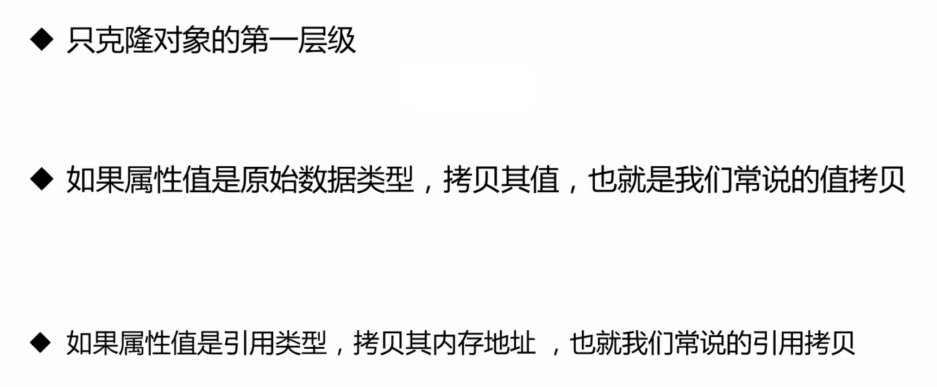 ◆ 只克隆对象的第一层级
◆ 如果属性值是原始数据类型，拷贝其值，也就是我们常说的值拷贝
◆ 如果属性值是引用类型，拷贝其内存地址 ，也就我们常说的引用拷贝